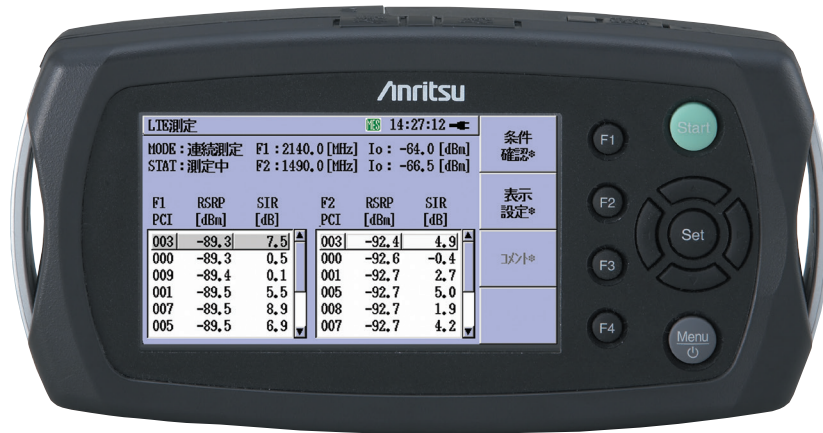 Anritsu
LTE測定 MES 14:27:12
MODE:連続測定 F1:2140.0[MHz] Io: -64.0[dBm]
STAT:測定中 F2:1490.0[MHz] Io: -66.5[dBm]
F1 RSRP SIR F2 RSRP SIR
PCI [dBm] [dB] PCI [dBm] [dB]
003 -89.3 7.5 003 -92.4 4.9
000 -89.3 0.5 000 -92.6 -0.4
009 -89.4 0.1 001 -92.7 2.7
001 -89.5 5.5 005 -92.7 5.0
007 -89.5 8.9 008 -92.7 1.9
005 -89.5 6.9 007 -92.7 4.2
条件
確認*
表示
設定*
コメント*
F1
F2
F3
F4
Start
Set
Menu